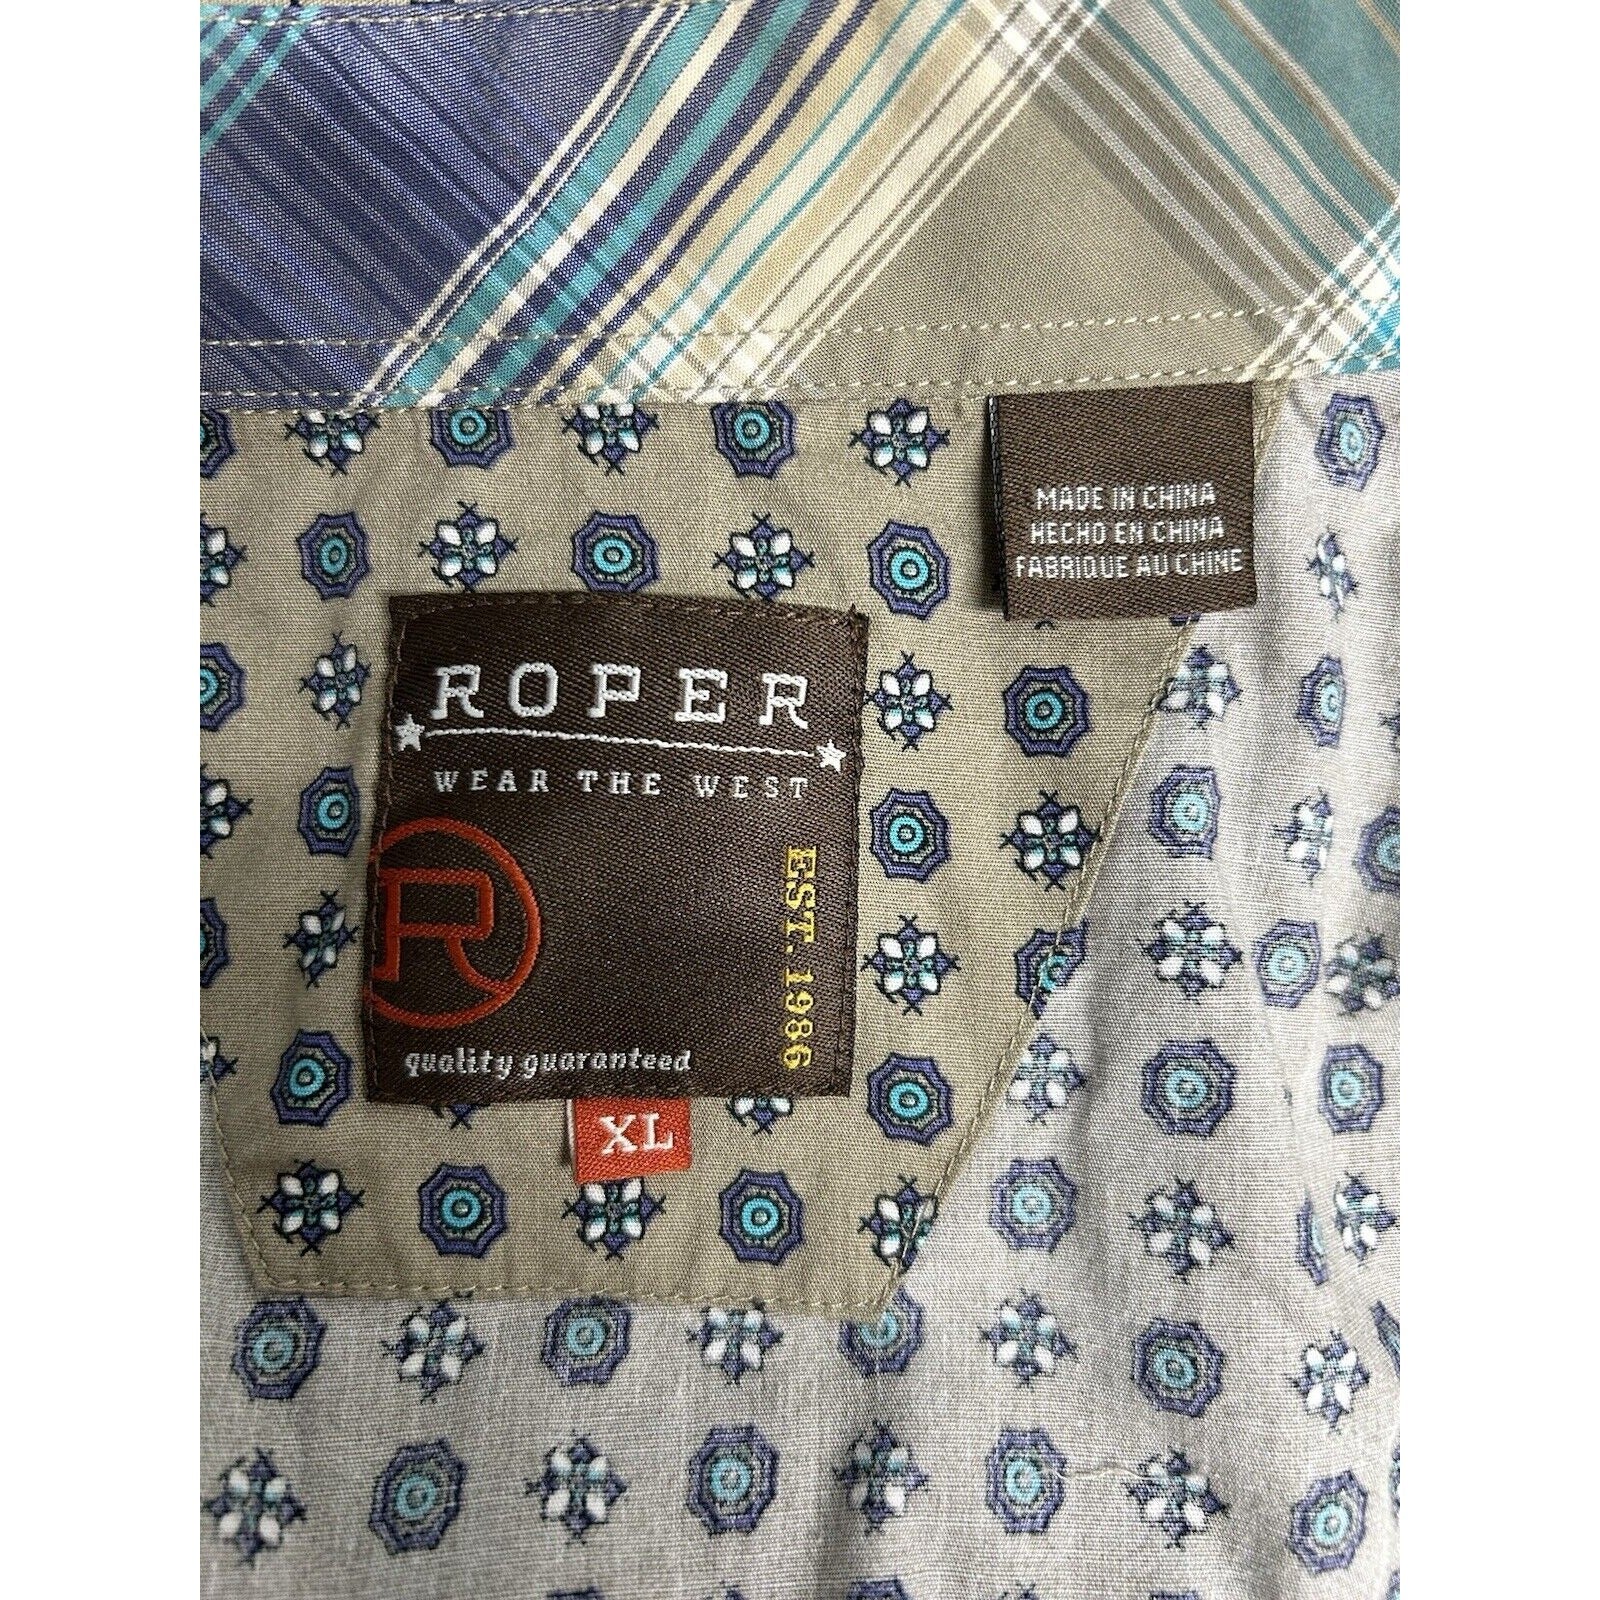 MADE IN CHINA
HECHO EN CHINA
FABRIQUE AU CHINE
ROPER
WEAR THE WEST
R
EST. 1986
quality guaranteed
XL